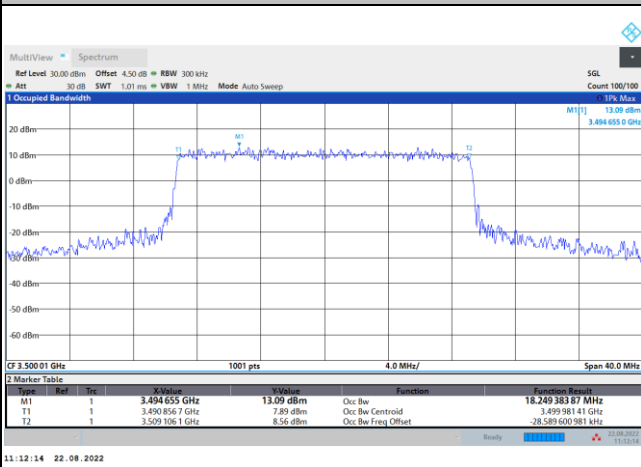 MultiView Spectrum
Ref Level 30.00 dBm Offset 4.50 dB RBW 300 kHz SGL
Att 30 dB SWT 1.01 ms VBW 1 MHz Mode Auto Sweep Count 100/100
1 Occupied Bandwidth 1Pk Max
M1[1] 13.09 dBm
3.494 655 0 GHz
20 dBm
M1
T1 T2
10 dBm
0 dBm
-10 dBm
-20 dBm
-30 dBm
-40 dBm
-50 dBm
-60 dBm
CF 3.500 01 GHz 1001 pts 4.0 MHz/ Span 40.0 MHz
2 Marker Table
Type Ref Trc X-Value Y-Value Function Function Result
M1 1 3.494 655 GHz 13.09 dBm Occ Bw 18.249 383 87 MHz
T1 1 3.490 856 7 GHz 7.89 dBm Occ Bw Centroid 3.499 981 41 GHz
T2 1 3.509 106 1 GHz 8.56 dBm Occ Bw Freq Offset -28.589 600 981 kHz
Ready 22.08.2022
11:12:14
11:12:14 22.08.2022